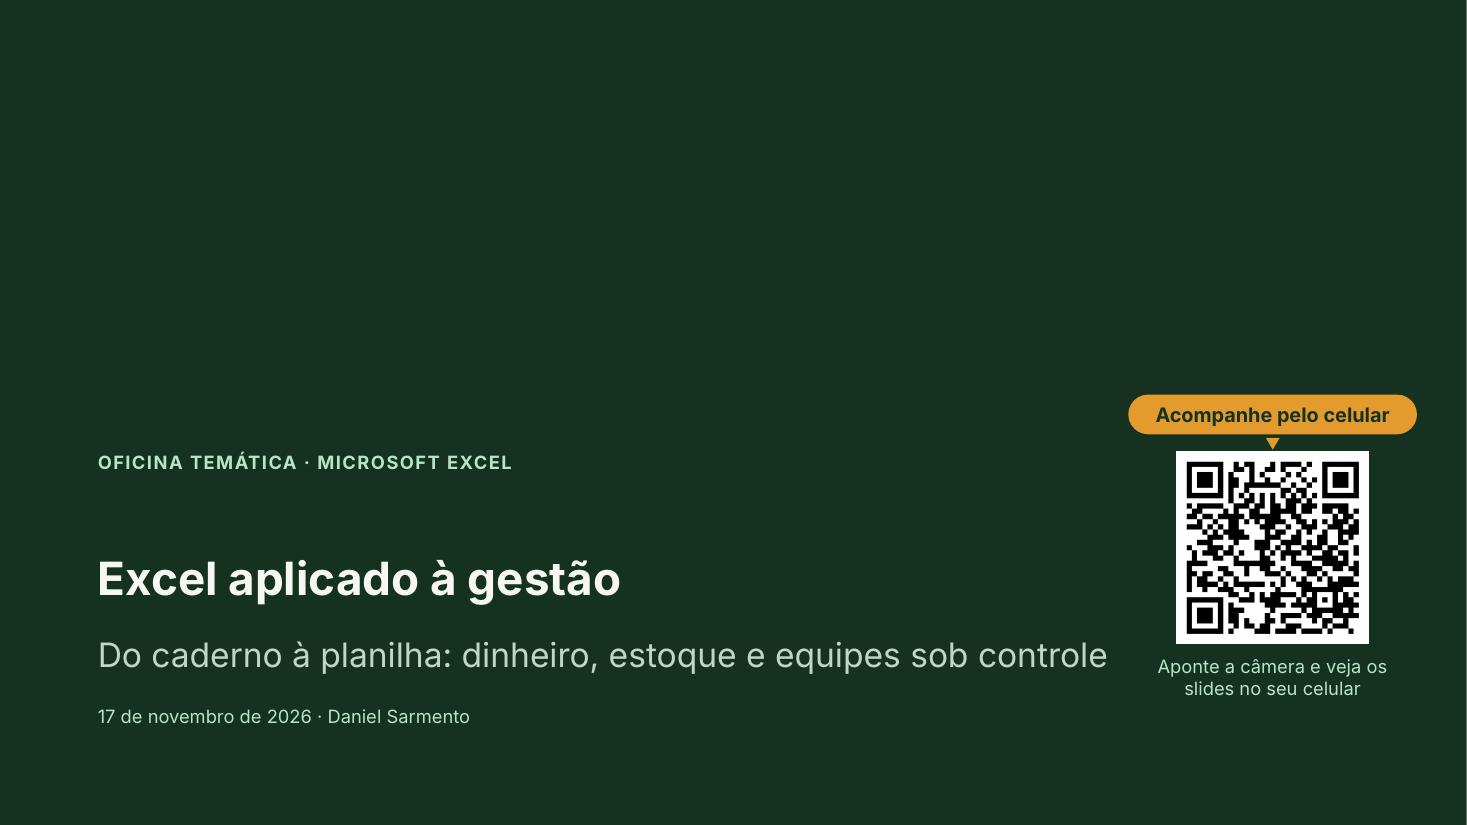 OFICINA TEMÁTICA · MICROSOFT EXCEL
Excel aplicado à gestão
Do caderno à planilha: dinheiro, estoque e equipes sob controle
17 de novembro de 2026 · Daniel Sarmento
Acompanhe pelo celular
Aponte a câmera e veja os
slides no seu celular